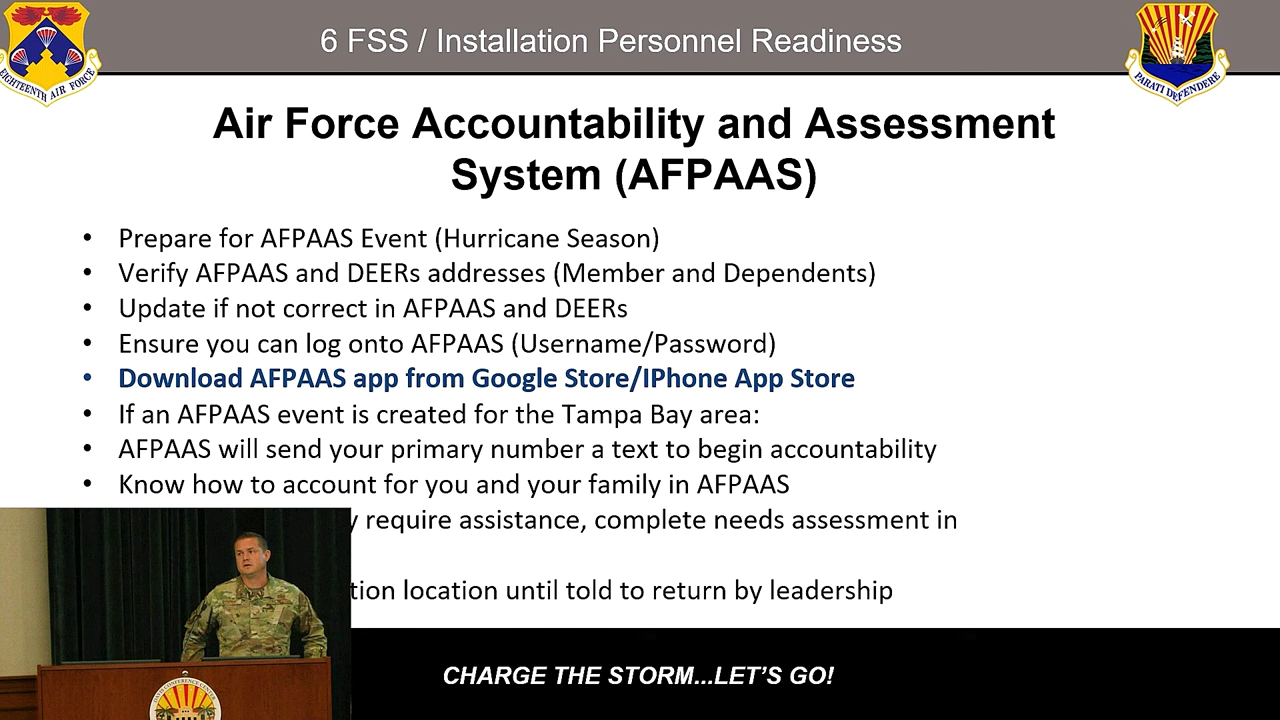 6 FSS / Installation Personnel Readiness
EIGHTEENTH AIR FORCE
PARATI DEFENDERE
Air Force Accountability and Assessment
System (AFPAAS)
• Prepare for AFPAAS Event (Hurricane Season)
• Verify AFPAAS and DEERs addresses (Member and Dependents)
• Update if not correct in AFPAAS and DEERs
• Ensure you can log onto AFPAAS (Username/Password)
• Download AFPAAS app from Google Store/IPhone App Store
• If an AFPAAS event is created for the Tampa Bay area:
• AFPAAS will send your primary number a text to begin accountability
• Know how to account for you and your family in AFPAAS
require assistance, complete needs assessment in
tion location until told to return by leadership
CONFERENCE CENTER
CHARGE THE STORM...LET'S GO!